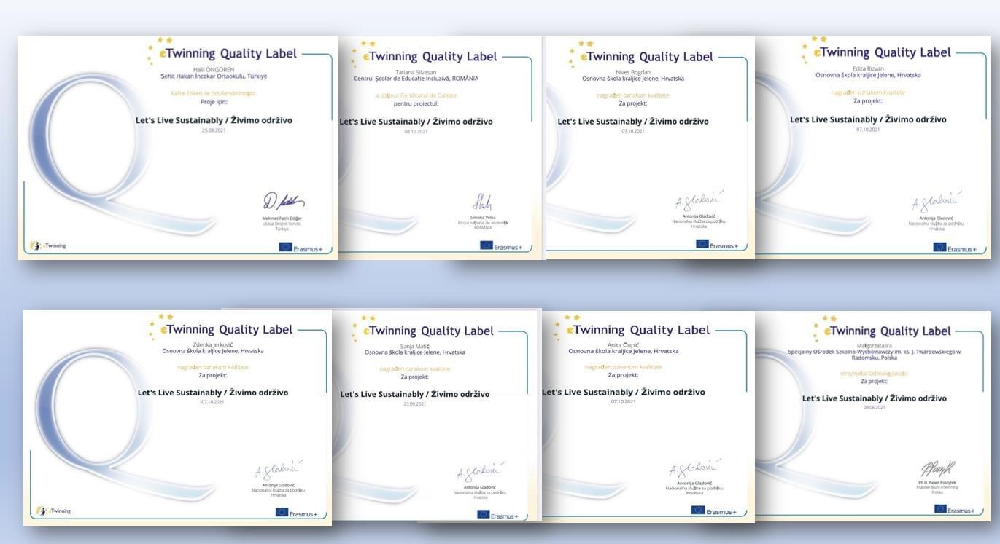 eTwinning Quality Label
Halil ÖNGÖREN
Şehit Hakan İncekar Ortaokulu, Türkiye
Kalite Etiketi ile ödüllendirilmiştir.
Proje için:
Let's Live Sustainably / Živimo održivo
25.08.2021
Mehmet Fatih Döğer
Ulusal Destek Servisi
Türkiye
eTwinning
Erasmus+
eTwinning Quality Label
Tatiana Silvesan
Centrul Școlar de Educație Incluzivă, ROMÂNIA
a obținut Certificatul de Calitate
pentru proiectul:
Let's Live Sustainably / Živimo održivo
08.10.2021
Simona Velea
Biroul național de asistență
ROMÂNIA
Erasmus+
eTwinning Quality Label
Nives Bogdan
Osnovna škola kraljice Jelene, Hrvatska
nagrađen oznakom kvalitete
Za projekt:
Let's Live Sustainably / Živimo održivo
07.10.2021
A. Gladović
Antonija Gladović
Nacionalna služba za podršku
Hrvatska
Erasmus+
eTwinning Quality Label
Edita Rizvan
Osnovna škola kraljice Jelene, Hrvatska
nagrađen oznakom kvalitete
Za projekt:
Let's Live Sustainably / Živimo održivo
07.10.2021
A. Gladović
Antonija Gladović
Nacionalna služba za podršku
Hrvatska
Erasmus+
eTwinning Quality Label
Zdenka Jerković
Osnovna škola kraljice Jelene, Hrvatska
nagrađen oznakom kvalitete
Za projekt:
Let's Live Sustainably / Živimo održivo
07.10.2021
A. Gladović
Antonija Gladović
Nacionalna služba za podršku
Hrvatska
eTwinning
Erasmus+
eTwinning Quality Label
Sanja Matić
Osnovna škola kraljice Jelene, Hrvatska
nagrađen oznakom kvalitete
Za projekt:
Let's Live Sustainably / Živimo održivo
23.09.2021
A. Gladović
Antonija Gladović
Nacionalna služba za podršku
Hrvatska
Erasmus+
eTwinning Quality Label
Anita Čupić
Osnovna škola kraljice Jelene, Hrvatska
nagrađen oznakom kvalitete
Za projekt:
Let's Live Sustainably / Živimo održivo
07.10.2021
A. Gladović
Antonija Gladović
Nacionalna služba za podršku
Hrvatska
Erasmus+
eTwinning Quality Label
Małgorzata Ira
Specjalny Ośrodek Szkolno-Wychowawczy im. ks. J. Twardowskiego w
Radomsku, Polska
otrzymał(a) Odznakę Jakości
Za projekt:
Let's Live Sustainably / Živimo održivo
09.06.2021
Ph.D. Paweł Poszytek
Krajowe Biuro eTwinning
Polska
Erasmus+